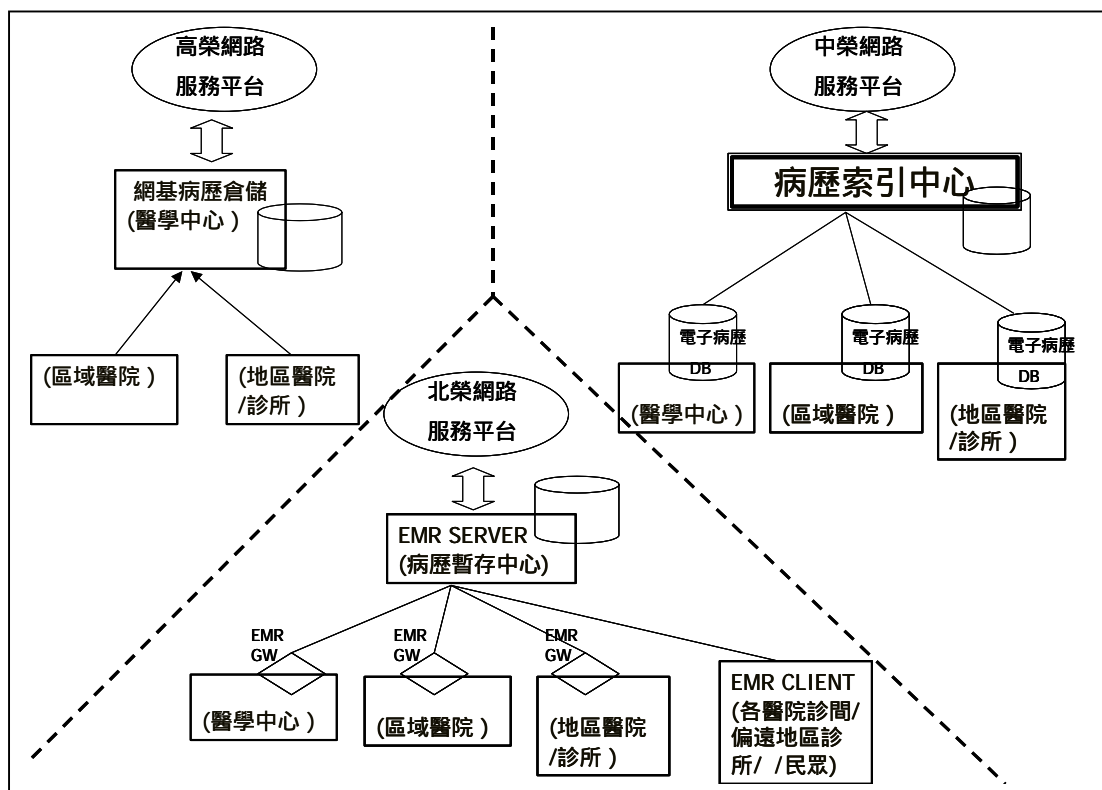 高榮網路
服務平台
網基病歷倉儲
(醫學中心 )
(區域醫院 )
(地區醫院
/診所 )
中榮網路
服務平台
病歷索引中心
電子病歷
DB
電子病歷
DB
電子病歷
DB
(醫學中心 )
(區域醫院 )
(地區醫院
/診所 )
北榮網路
服務平台
EMR SERVER
(病歷暫存中心)
EMR
GW
EMR
GW
EMR
GW
(醫學中心 )
(區域醫院 )
(地區醫院
/診所 )
EMR CLIENT
(各醫院診間/
偏遠地區診
所/ /民眾)